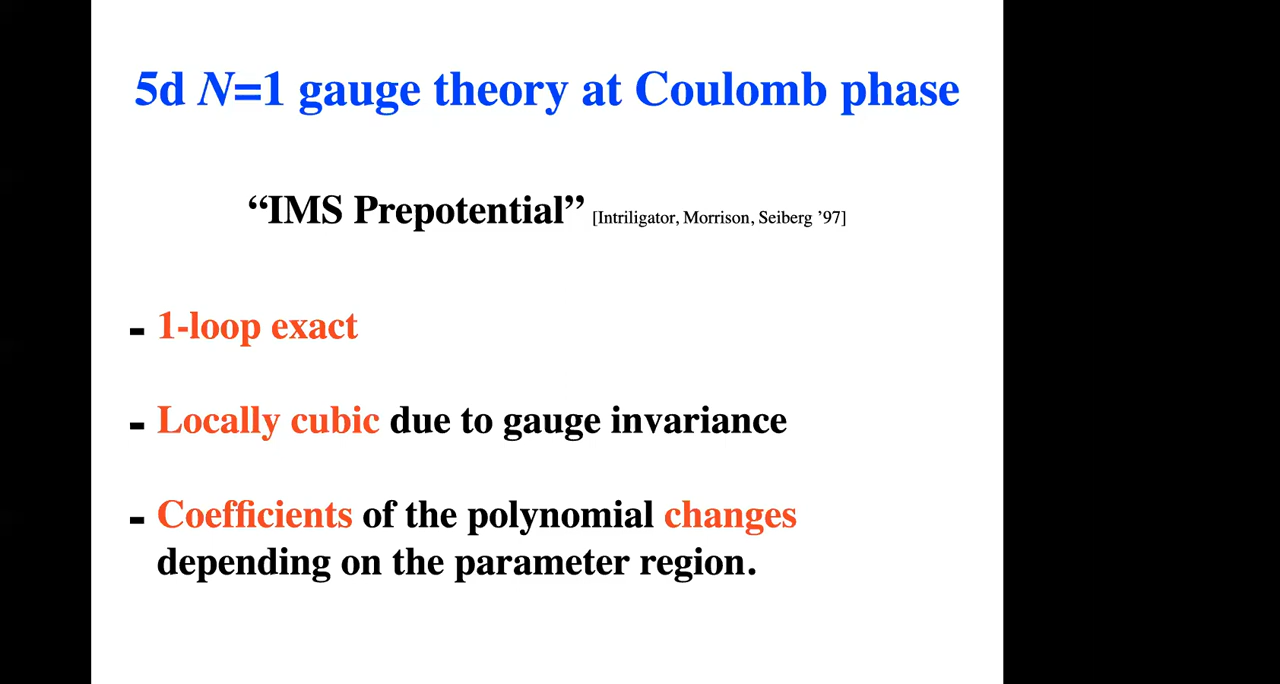 5d N=1 gauge theory at Coulomb phase
“IMS Prepotential” [Intriligator, Morrison, Seiberg ’97]
- 1-loop exact
- Locally cubic due to gauge invariance
- Coefficients of the polynomial changes
depending on the parameter region.